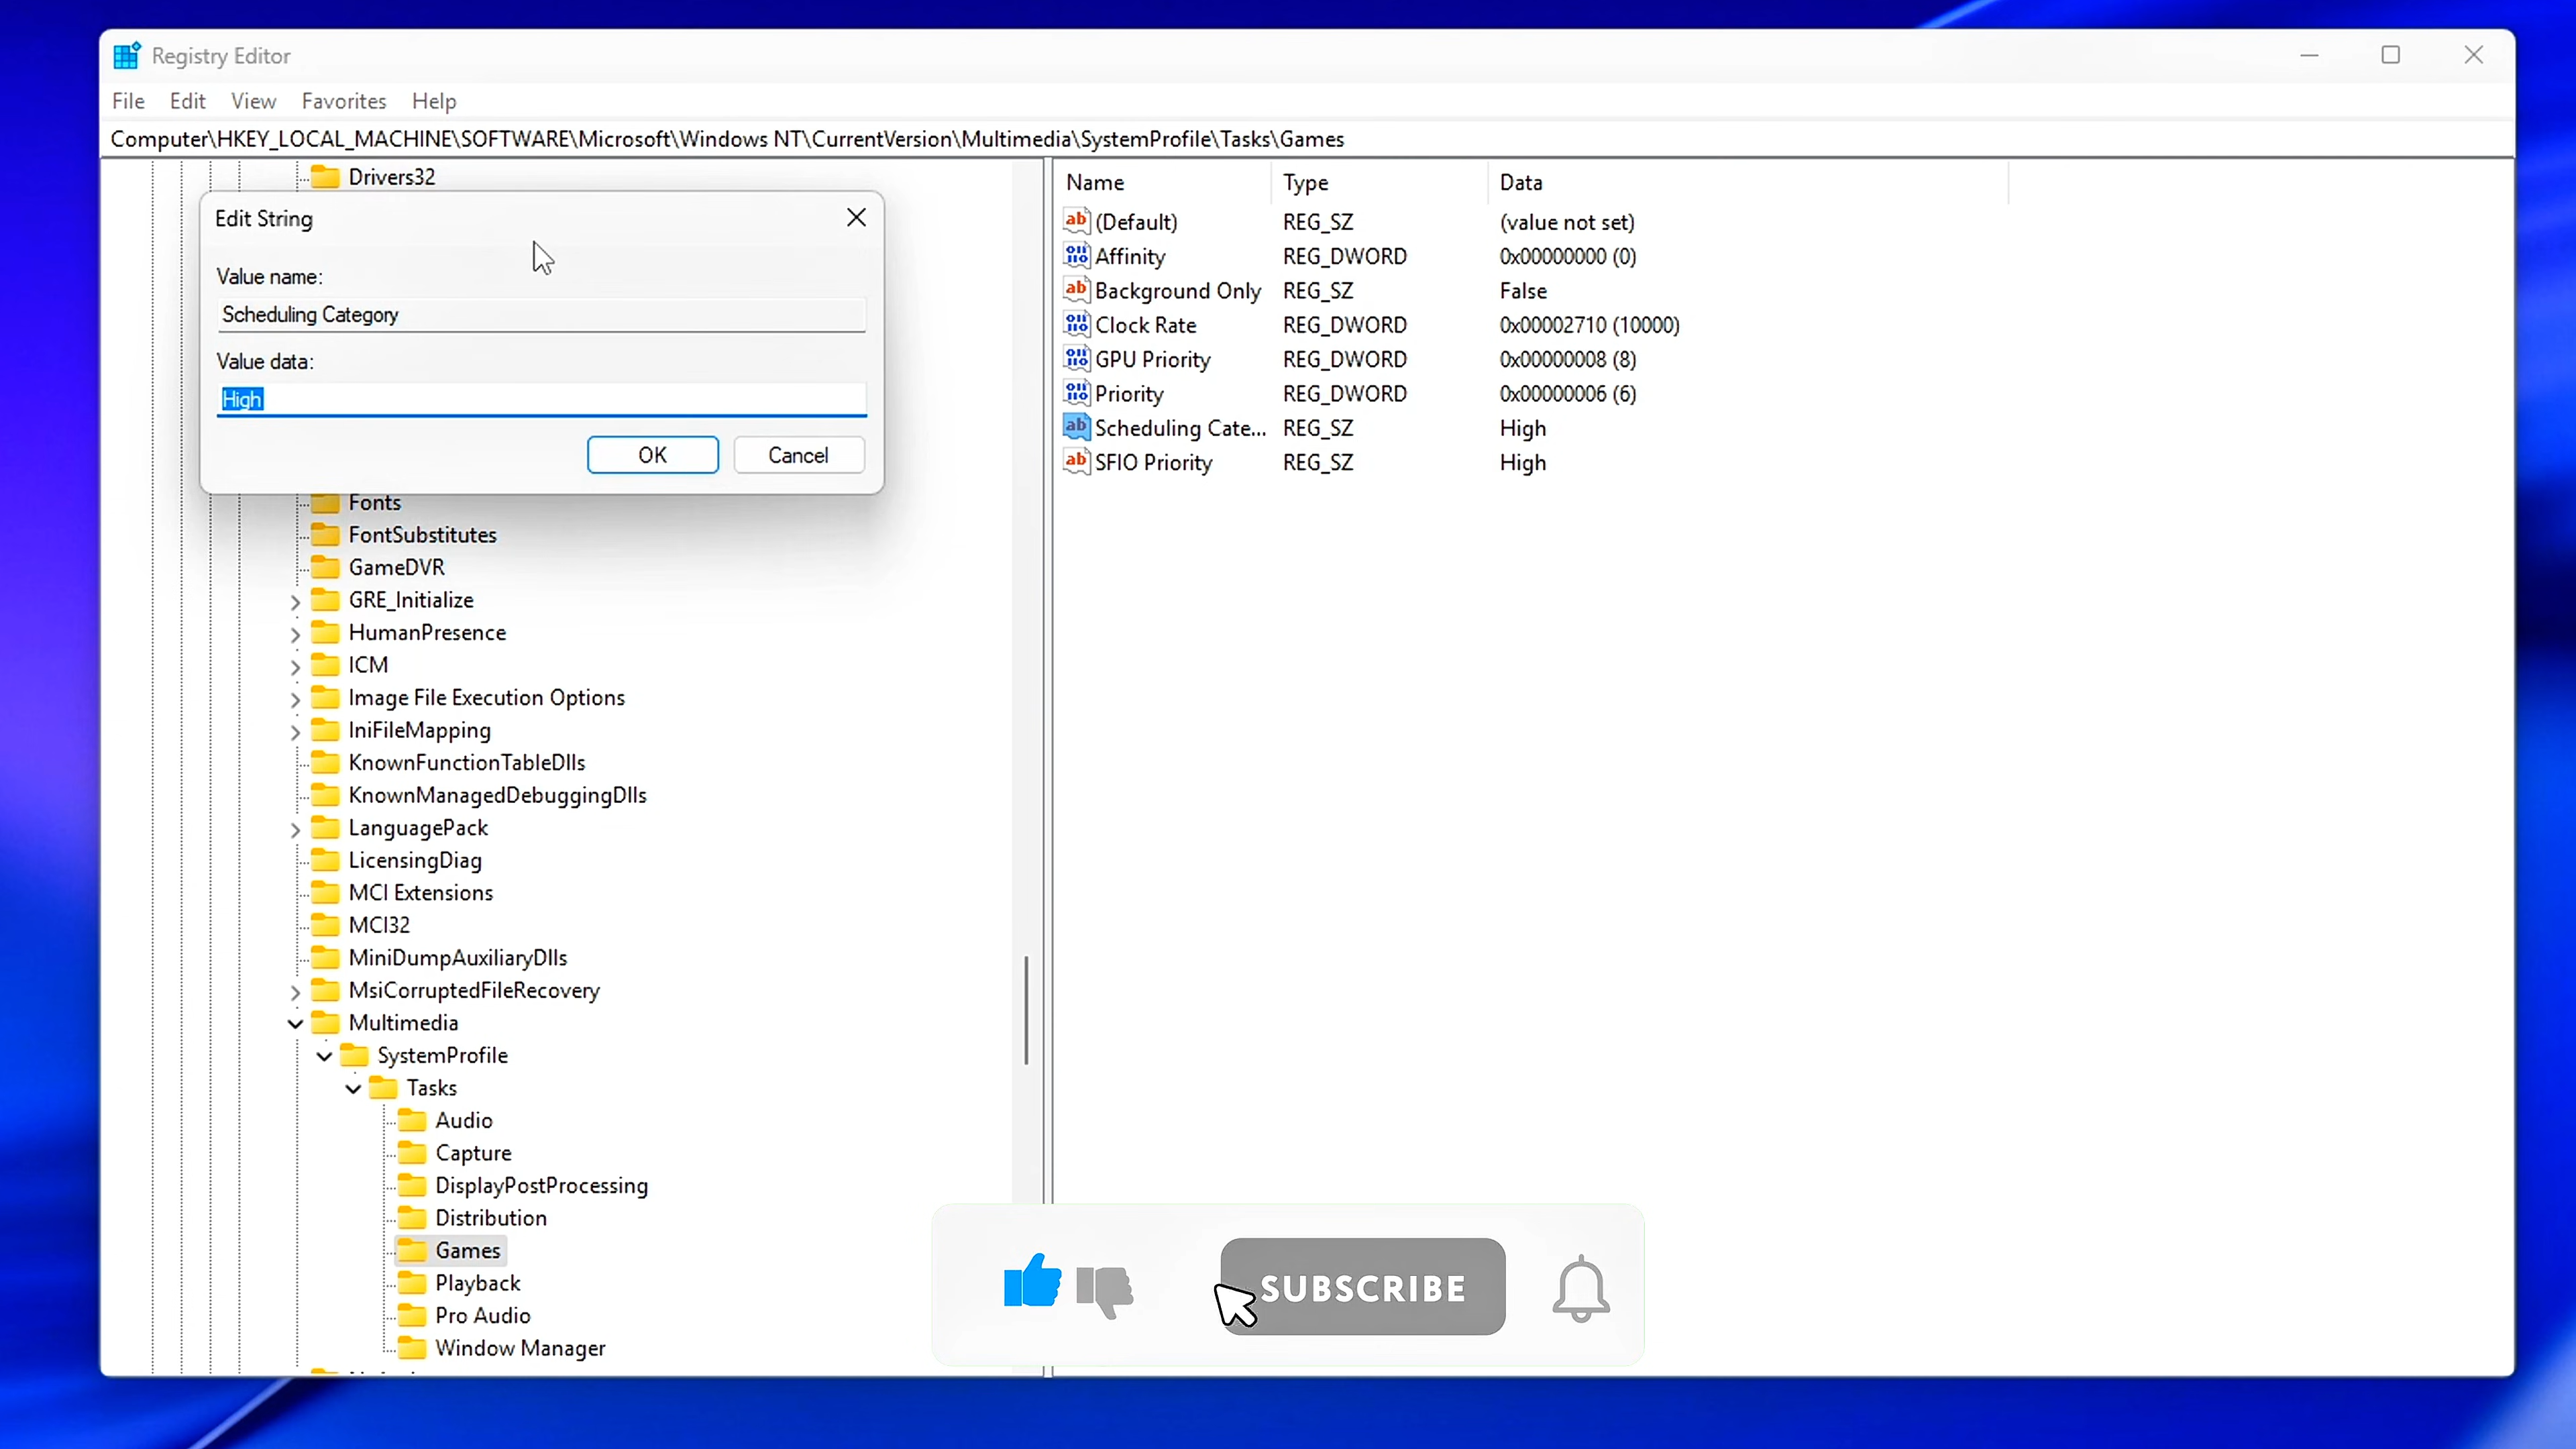 Registry Editor
File Edit View Favorites Help
Computer\HKEY_LOCAL_MACHINE\SOFTWARE\Microsoft\Windows NT\CurrentVersion\Multimedia\SystemProfile\Tasks\Games
Drivers32
Edit String
Value name:
Scheduling Category
Value data:
High
OK Cancel
Fonts
FontSubstitutes
GameDVR
GRE_Initialize
HumanPresence
ICM
Image File Execution Options
IniFileMapping
KnownFunctionTableDlls
KnownManagedDebuggingDlls
LanguagePack
LicensingDiag
MCI Extensions
MCI32
MiniDumpAuxiliaryDlls
MsiCorruptedFileRecovery
Multimedia
SystemProfile
Tasks
Audio
Capture
DisplayPostProcessing
Distribution
Games
Playback
Pro Audio
Window Manager
Name Type Data
(Default) REG_SZ (value not set)
Affinity REG_DWORD 0x00000000 (0)
Background Only REG_SZ False
Clock Rate REG_DWORD 0x00002710 (10000)
GPU Priority REG_DWORD 0x00000008 (8)
Priority REG_DWORD 0x00000006 (6)
Scheduling Cate... REG_SZ High
SFIO Priority REG_SZ High
SUBSCRIBE